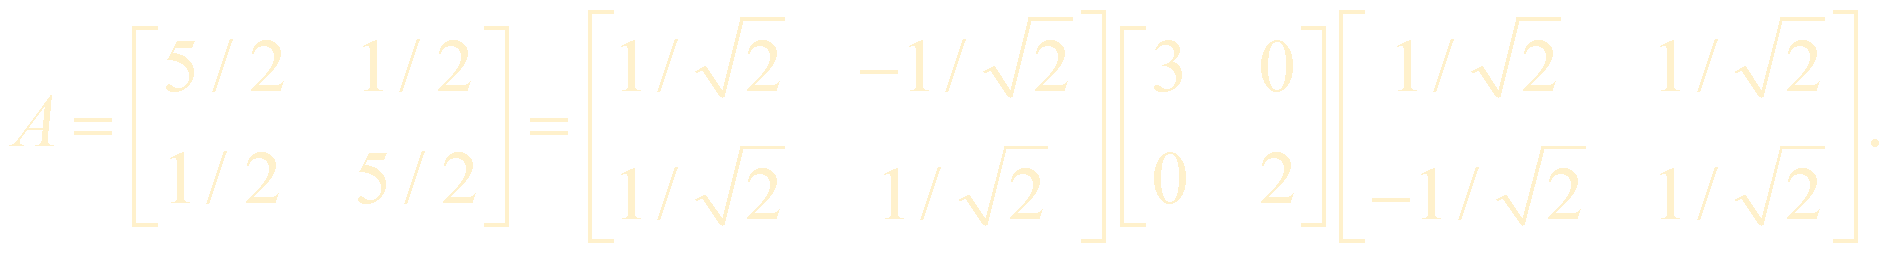 A = [ 5/2 1/2 ; 1/2 5/2 ] = [ 1/√2 −1/√2 ; 1/√2 1/√2 ] [ 3 0 ; 0 2 ] [ 1/√2 1/√2 ; −1/√2 1/√2 ].